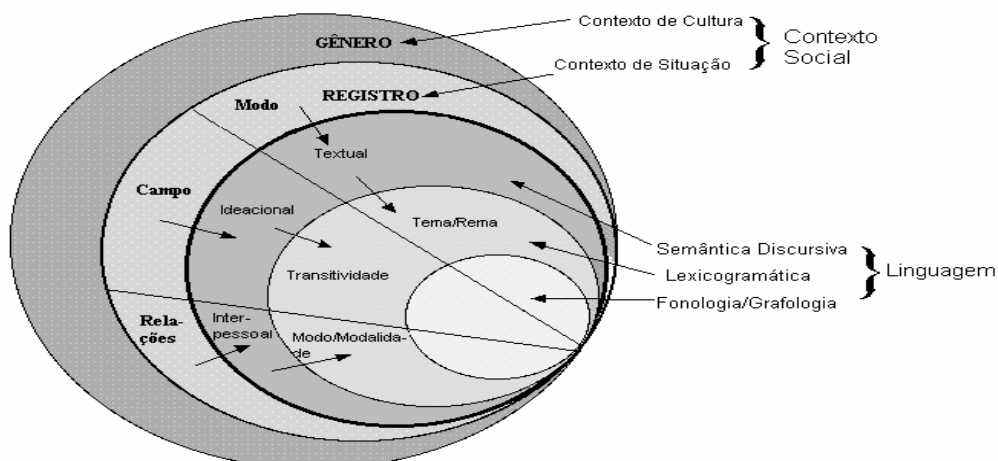 Contexto de Cultura
GÊNERO
Contexto
Social
Contexto de Situação
REGISTRO
Modo
Textual
Campo
Ideacional
Tema/Rema
Semântica Discursiva
Transitividade
Lexicogramática
Linguagem
Fonologia/Grafologia
Rela-
ções
Inter-
pessoal
Modo/Modalida-
de